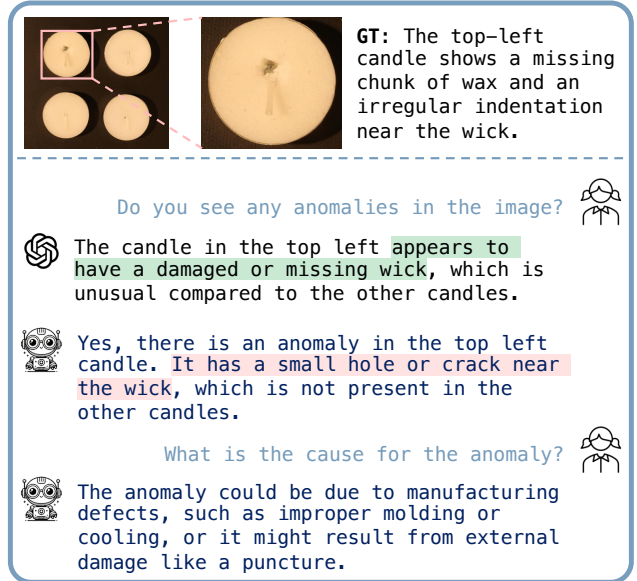 GT: The top-left
candle shows a missing
chunk of wax and an
irregular indentation
near the wick.
Do you see any anomalies in the image?
The candle in the top left appears to
have a damaged or missing wick, which is
unusual compared to the other candles.
Yes, there is an anomaly in the top left
candle. It has a small hole or crack near
the wick, which is not present in the
other candles.
What is the cause for the anomaly?
The anomaly could be due to manufacturing
defects, such as improper molding or
cooling, or it might result from external
damage like a puncture.